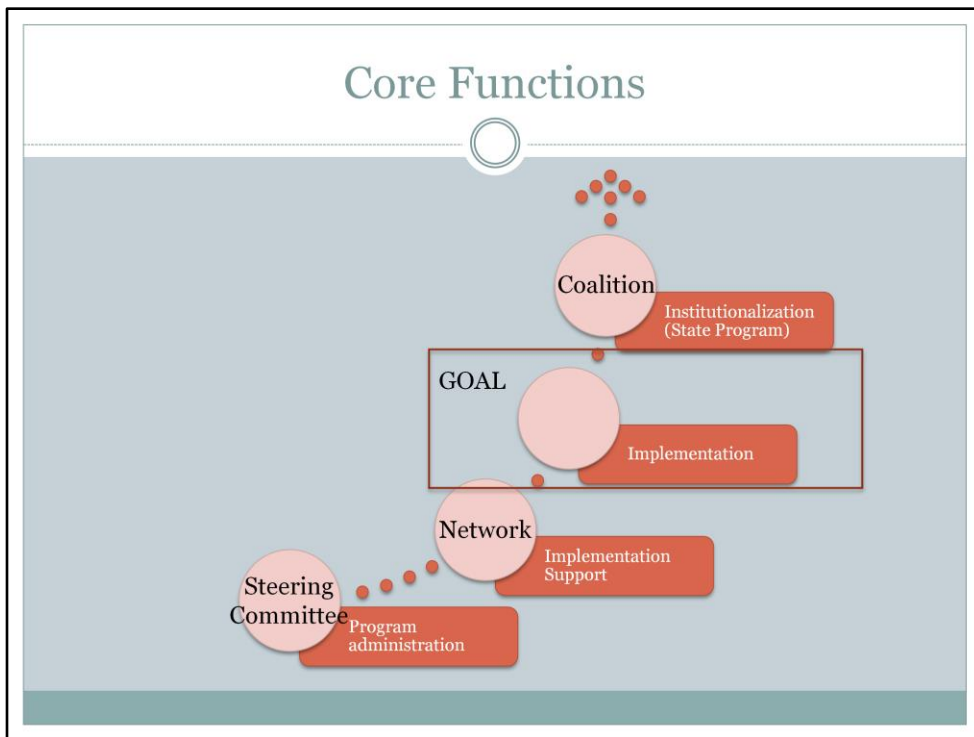 Core Functions
Coalition
Institutionalization
(State Program)
GOAL
Implementation
Network
Implementation
Support
Steering
Committee
Program
administration